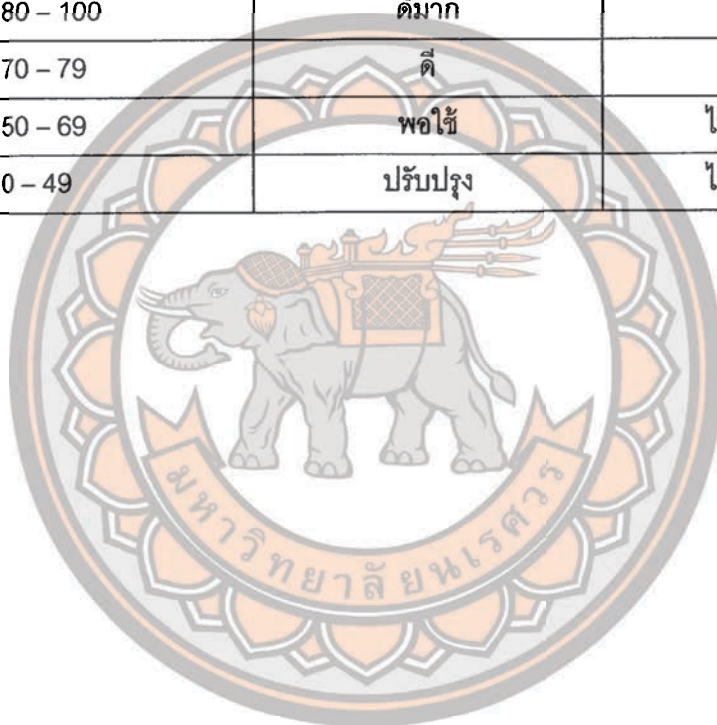 80 – 100 ดีมาก
70 – 79 ดี
50 – 69 พอใช้
0 – 49 ปรับปรุง
มหาวิทยาลัยนเรศวร